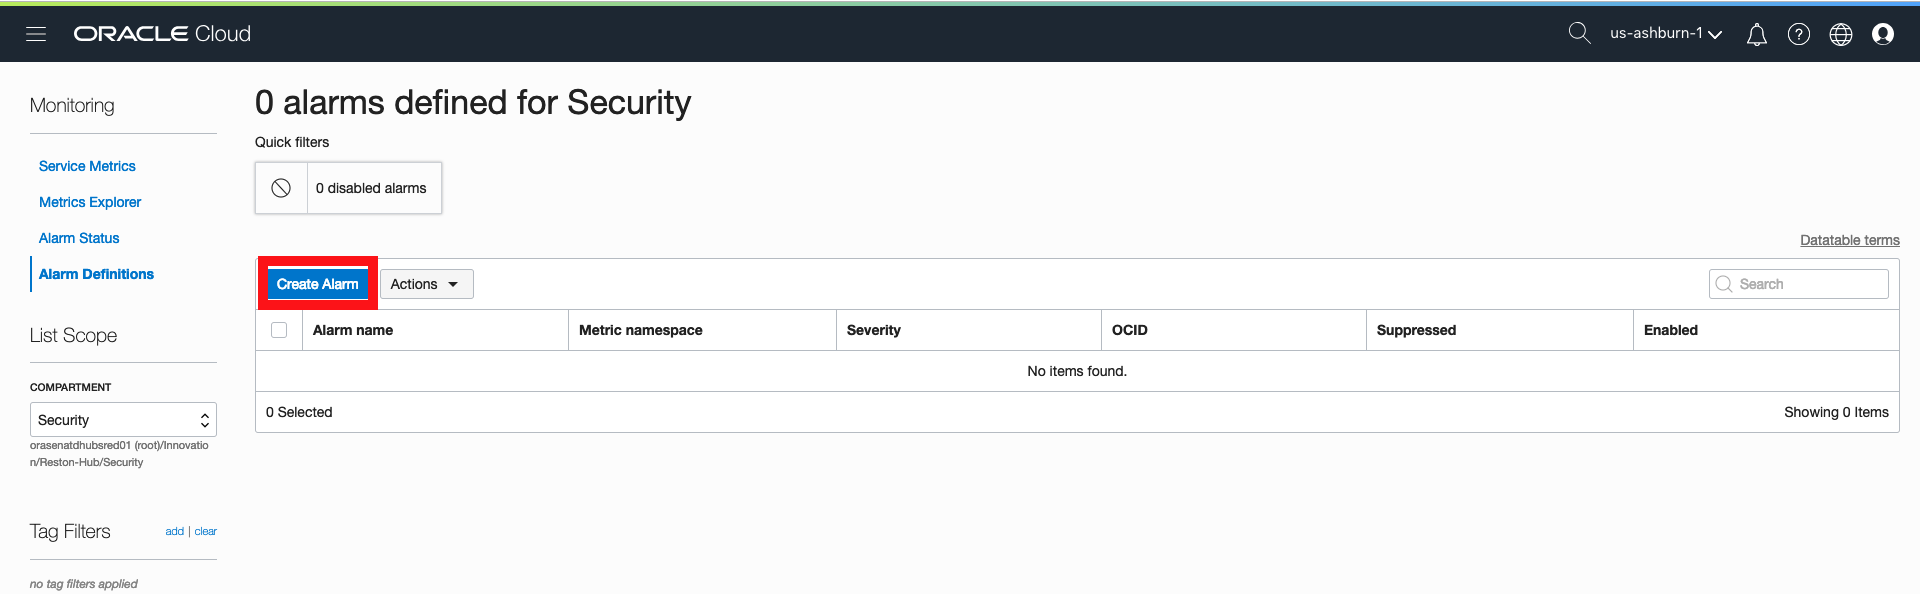 ORACLE Cloud
us-ashburn-1
Monitoring
Service Metrics
Metrics Explorer
Alarm Status
Alarm Definitions
List Scope
COMPARTMENT
Security
orasenatdhubsred01 (root)/Innovatio
n/Reston-Hub/Security
Tag Filters add | clear
no tag filters applied
0 alarms defined for Security
Quick filters
0 disabled alarms
Datatable terms
Create Alarm Actions Search
Alarm name Metric namespace Severity OCID Suppressed Enabled
No items found.
0 Selected Showing 0 Items